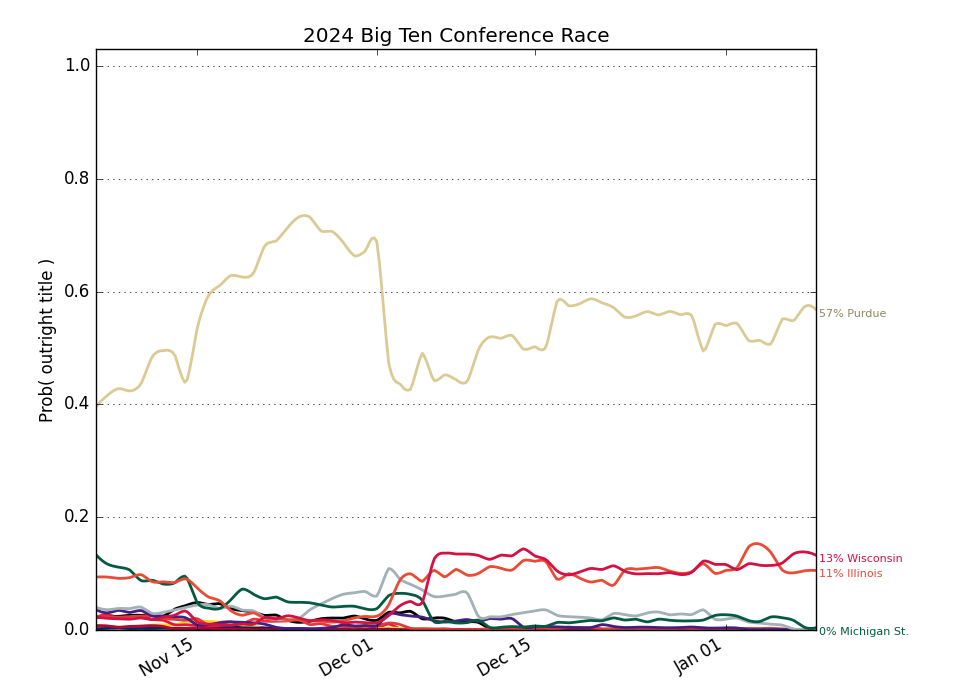 2024 Big Ten Conference Race
Prob( outright title )
1.0
0.8
0.6
0.4
0.2
0.0
57% Purdue
13% Wisconsin
11% Illinois
0% Michigan St.
Nov 15
Dec 01
Dec 15
Jan 01